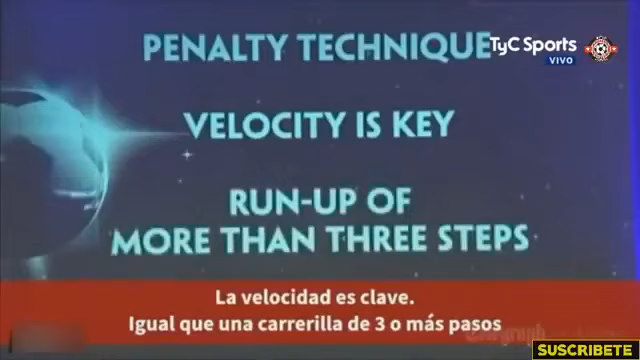 PENALTY TECHNIQUE
TyC Sports
VIVO
VELOCITY IS KEY
RUN-UP OF
MORE THAN THREE STEPS
La velocidad es clave.
Igual que una carrerilla de 3 o más pasos
SUSCRIBETE